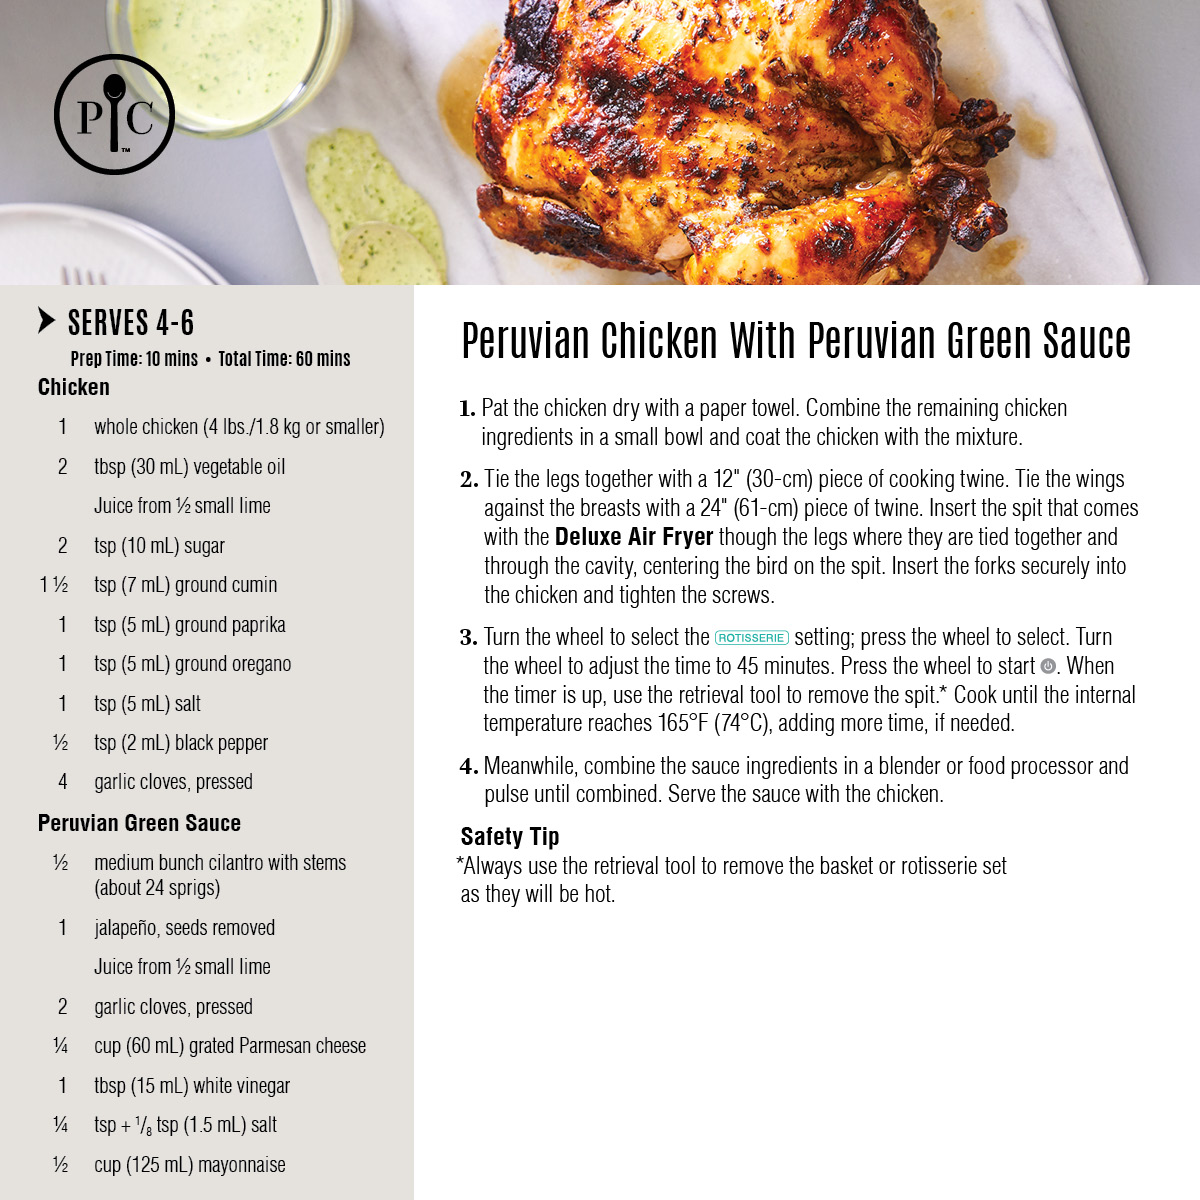 P C
TM
SERVES 4-6
Prep Time: 10 mins • Total Time: 60 mins
Chicken
1 whole chicken (4 lbs./1.8 kg or smaller)
2 tbsp (30 mL) vegetable oil
Juice from ½ small lime
2 tsp (10 mL) sugar
1 ½ tsp (7 mL) ground cumin
1 tsp (5 mL) ground paprika
1 tsp (5 mL) ground oregano
1 tsp (5 mL) salt
½ tsp (2 mL) black pepper
4 garlic cloves, pressed
Peruvian Green Sauce
½ medium bunch cilantro with stems
(about 24 sprigs)
1 jalapeño, seeds removed
Juice from ½ small lime
2 garlic cloves, pressed
¼ cup (60 mL) grated Parmesan cheese
1 tbsp (15 mL) white vinegar
¼ tsp + 1/8 tsp (1.5 mL) salt
½ cup (125 mL) mayonnaise
Peruvian Chicken With Peruvian Green Sauce
1. Pat the chicken dry with a paper towel. Combine the remaining chicken
ingredients in a small bowl and coat the chicken with the mixture.
2. Tie the legs together with a 12" (30-cm) piece of cooking twine. Tie the wings
against the breasts with a 24" (61-cm) piece of twine. Insert the spit that comes
with the Deluxe Air Fryer though the legs where they are tied together and
through the cavity, centering the bird on the spit. Insert the forks securely into
the chicken and tighten the screws.
3. Turn the wheel to select the ROTISSERIE setting; press the wheel to select. Turn
the wheel to adjust the time to 45 minutes. Press the wheel to start. When
the timer is up, use the retrieval tool to remove the spit.* Cook until the internal
temperature reaches 165°F (74°C), adding more time, if needed.
4. Meanwhile, combine the sauce ingredients in a blender or food processor and
pulse until combined. Serve the sauce with the chicken.
Safety Tip
*Always use the retrieval tool to remove the basket or rotisserie set
as they will be hot.